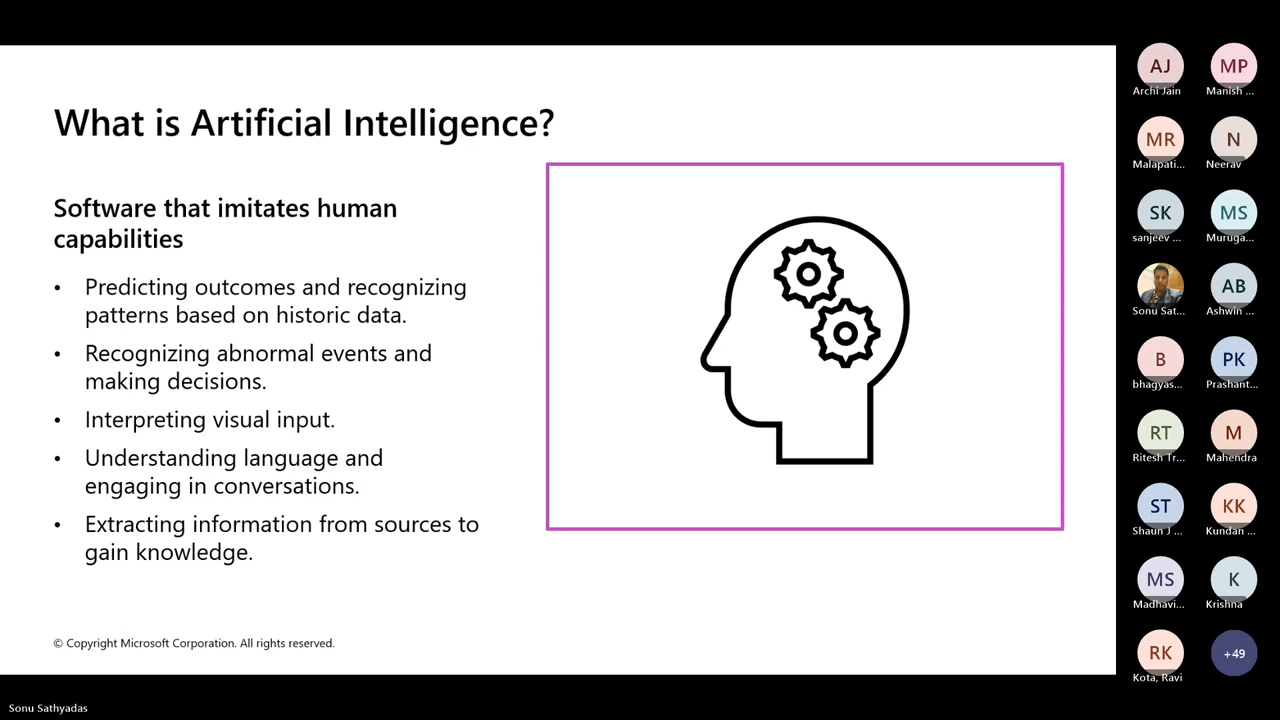 What is Artificial Intelligence?
Software that imitates human
capabilities
• Predicting outcomes and recognizing
patterns based on historic data.
• Recognizing abnormal events and
making decisions.
• Interpreting visual input.
• Understanding language and
engaging in conversations.
• Extracting information from sources to
gain knowledge.
© Copyright Microsoft Corporation. All rights reserved.
AJ
Archi Jain
MP
Manish ...
MR
Malapati...
N
Neerav
SK
sanjeev ...
MS
Muruga...
Sonu Sat...
AB
Ashwin ...
B
bhagyas...
PK
Prashant...
RT
Ritesh Tr...
M
Mahendra
ST
Shaun J ...
KK
Kundan ...
MS
Madhavi...
K
Krishna
RK
Kota, Ravi
+49
Sonu Sathyadas